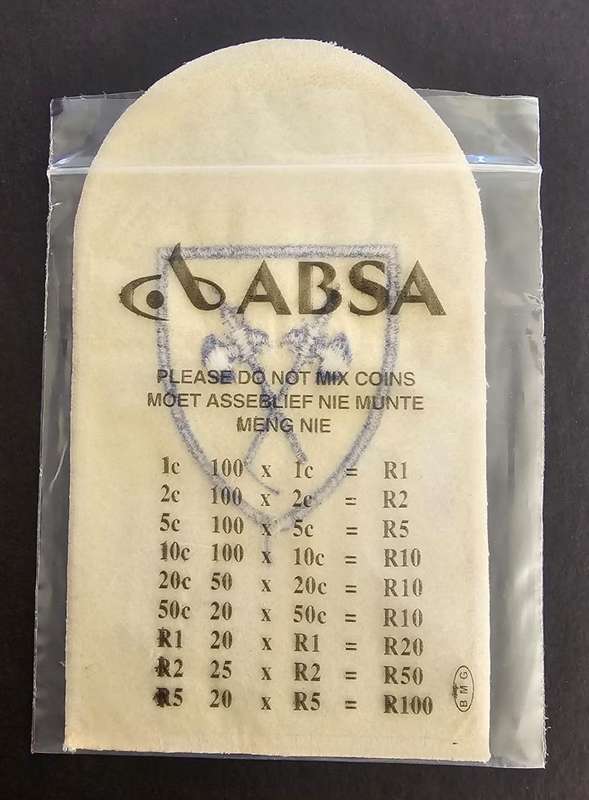 ABSA
PLEASE DO NOT MIX COINS
MOET ASSEBLIEF NIE MUNTE
MENG NIE
1c 100 x 1c = R1
2c 100 x 2c = R2
5c 100 x 5c = R5
10c 100 x 10c = R10
20c 50 x 20c = R10
50c 20 x 50c = R10
R1 20 x R1 = R20
R2 25 x R2 = R50
R5 20 x R5 = R100
BMG